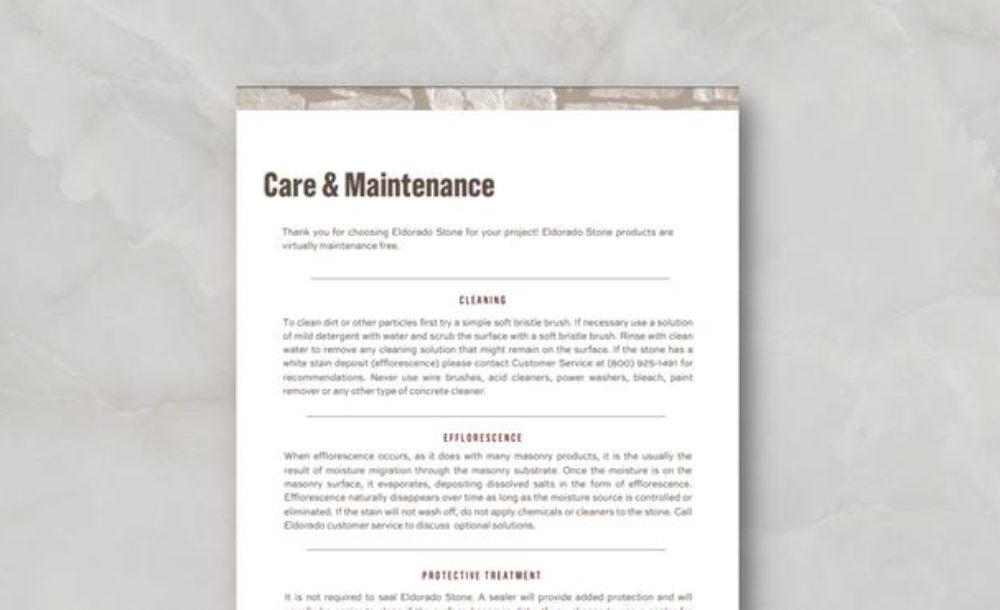 Care & Maintenance
Thank you for choosing Eldorado Stone for your project! Eldorado Stone products are
virtually maintenance free.
CLEANING
To clean dirt or other particles first try a simple soft bristle brush. If necessary use a solution
of mild detergent with water and scrub the surface with a soft bristle brush. Rinse with clean
water to remove any cleaning solution that might remain on the surface. If the stone has a
white stain deposit (efflorescence) please contact Customer Service at (800) 925-1491 for
recommendations. Never use wire brushes, acid cleaners, power washers, bleach, paint
remover or any other type of concrete cleaner.
EFFLORESCENCE
When efflorescence occurs, as it does with many masonry products, it is the usually the
result of moisture migration through the masonry substrate. Once the moisture is on the
masonry surface, it evaporates, depositing dissolved salts in the form of efflorescence.
Efflorescence naturally disappears over time as long as the moisture source is controlled or
eliminated. If the stain will not wash off, do not apply chemicals or cleaners to the stone. Call
Eldorado customer service to discuss optional solutions.
PROTECTIVE TREATMENT
It is not required to seal Eldorado Stone. A sealer will provide added protection and will